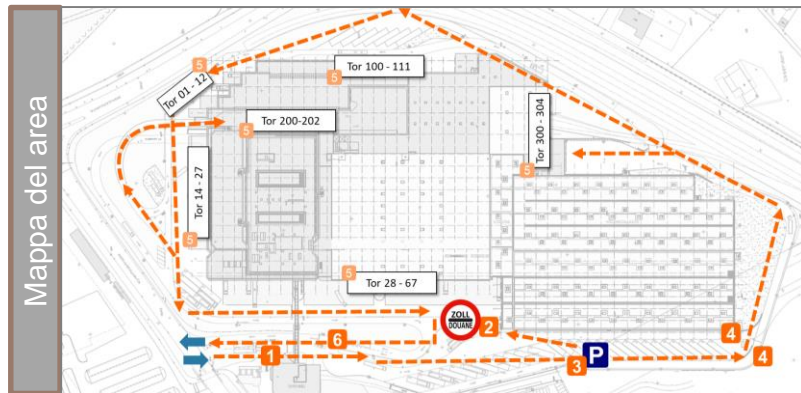 Mappa del area
5
Tor 01 - 12
Tor 100 - 111
5
Tor 200-202
5
Tor 300 - 304
5
Tor 14 - 27
5
5
Tor 28 - 67
ZOLL
DOUANE
2
6
1
3
P
4
4